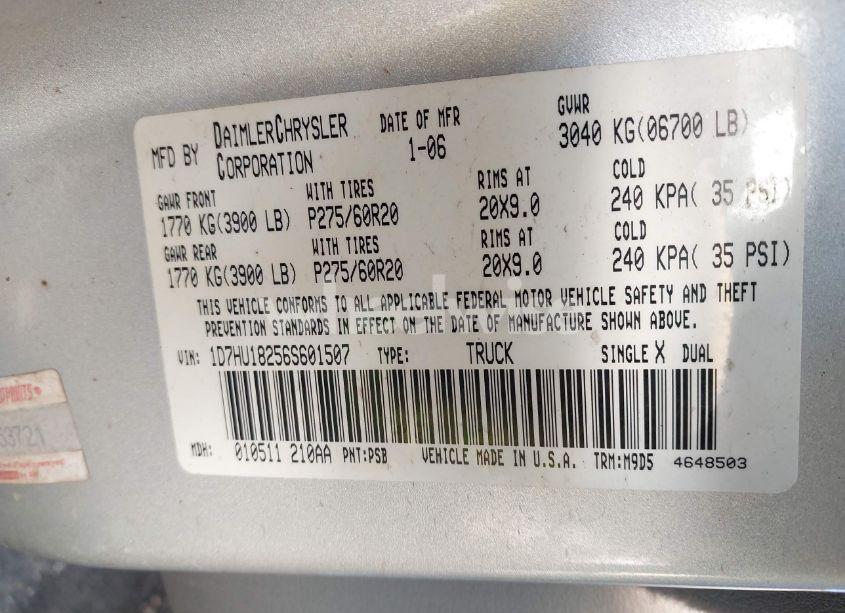 MFD BY DAIMLERCHRYSLER CORPORATION DATE OF MFR 1-06 GVWR 3040 KG(06700 LB)
GAWR FRONT WITH TIRES RIMS AT COLD
1770 KG(3900 LB) P275/60R20 20X9.0 240 KPA( 35 PSI)
GAWR REAR WITH TIRES RIMS AT COLD
1770 KG(3900 LB) P275/60R20 20X9.0 240 KPA( 35 PSI)
THIS VEHICLE CONFORMS TO ALL APPLICABLE FEDERAL MOTOR VEHICLE SAFETY AND THEFT
PREVENTION STANDARDS IN EFFECT ON THE DATE OF MANUFACTURE SHOWN ABOVE.
VIN: 1D7HU18256S601507 TYPE: TRUCK SINGLE X DUAL
MDH: 010511 210AA PNT:PSB VEHICLE MADE IN U.S.A. TRM:M9D5 4648503
63721